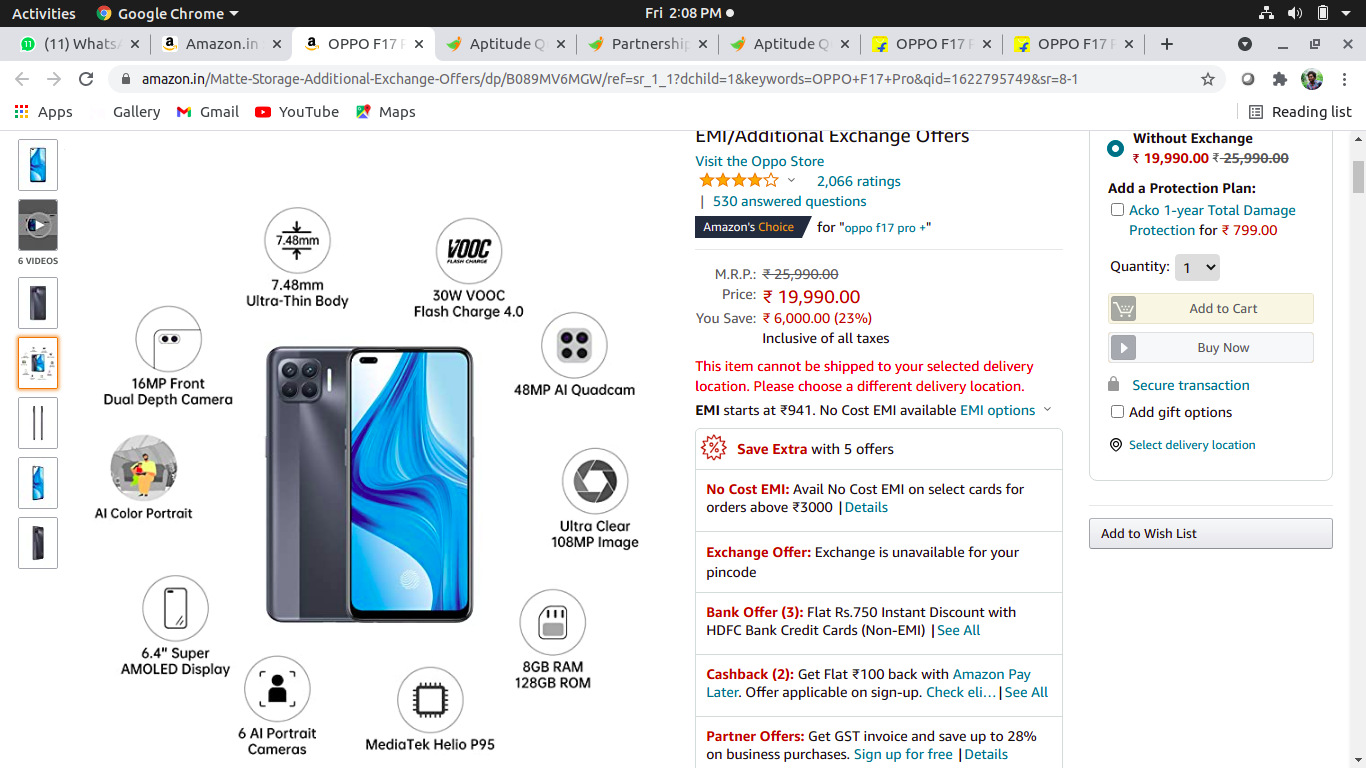 Activities
Google Chrome
Fri 2:08 PM
(11) Whats
Amazon.in
OPPO F17 P
Aptitude Q
Partnership
Aptitude Q
OPPO F17 P
OPPO F17 P
amazon.in/Matte-Storage-Additional-Exchange-Offers/dp/B089MV6MGW/ref=sr_1_1?dchild=1&keywords=OPPO+F17+Pro&qid=1622795749&sr=8-1
Apps
Gallery
Gmail
YouTube
Maps
Reading list
6 VIDEOS
7.48mm
7.48mm
Ultra-Thin Body
VOOC
FLASH CHARGE
30W VOOC
Flash Charge 4.0
16MP Front
Dual Depth Camera
48MP AI Quadcam
AI Color Portrait
Ultra Clear
108MP Image
6.4" Super
AMOLED Display
8GB RAM
128GB ROM
6 AI Portrait
Cameras
MediaTek Helio P95
EMI/Additional Exchange Offers
Visit the Oppo Store
2,066 ratings
| 530 answered questions
Amazon's Choice for "oppo f17 pro +"
M.R.P.: ₹ 25,990.00
Price: ₹ 19,990.00
You Save: ₹ 6,000.00 (23%)
Inclusive of all taxes
This item cannot be shipped to your selected delivery
location. Please choose a different delivery location.
EMI starts at ₹941. No Cost EMI available EMI options
Save Extra with 5 offers
No Cost EMI: Avail No Cost EMI on select cards for
orders above ₹3000 | Details
Exchange Offer: Exchange is unavailable for your
pincode
Bank Offer (3): Flat Rs.750 Instant Discount with
HDFC Bank Credit Cards (Non-EMI) | See All
Cashback (2): Get Flat ₹100 back with Amazon Pay
Later. Offer applicable on sign-up. Check eli... | See All
Partner Offers: Get GST invoice and save up to 28%
on business purchases. Sign up for free | Details
Without Exchange
₹ 19,990.00 ₹ 25,990.00
Add a Protection Plan:
Acko 1-year Total Damage
Protection for ₹ 799.00
Quantity: 1
Add to Cart
Buy Now
Secure transaction
Add gift options
Select delivery location
Add to Wish List